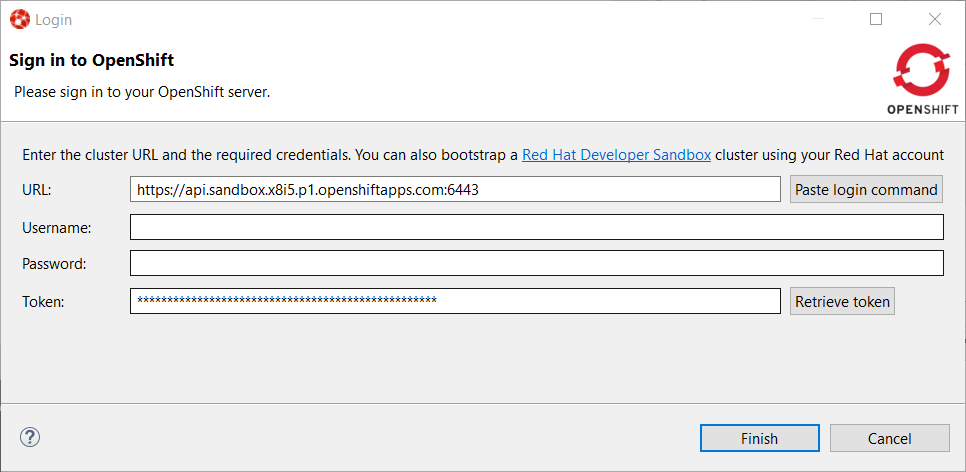 Login
Sign in to OpenShift
Please sign in to your OpenShift server.
OPENSHIFT
Enter the cluster URL and the required credentials. You can also bootstrap a Red Hat Developer Sandbox cluster using your Red Hat account
URL: https://api.sandbox.x8i5.p1.openshiftapps.com:6443 Paste login command
Username:
Password:
Token: ************************************************** Retrieve token
? Finish Cancel